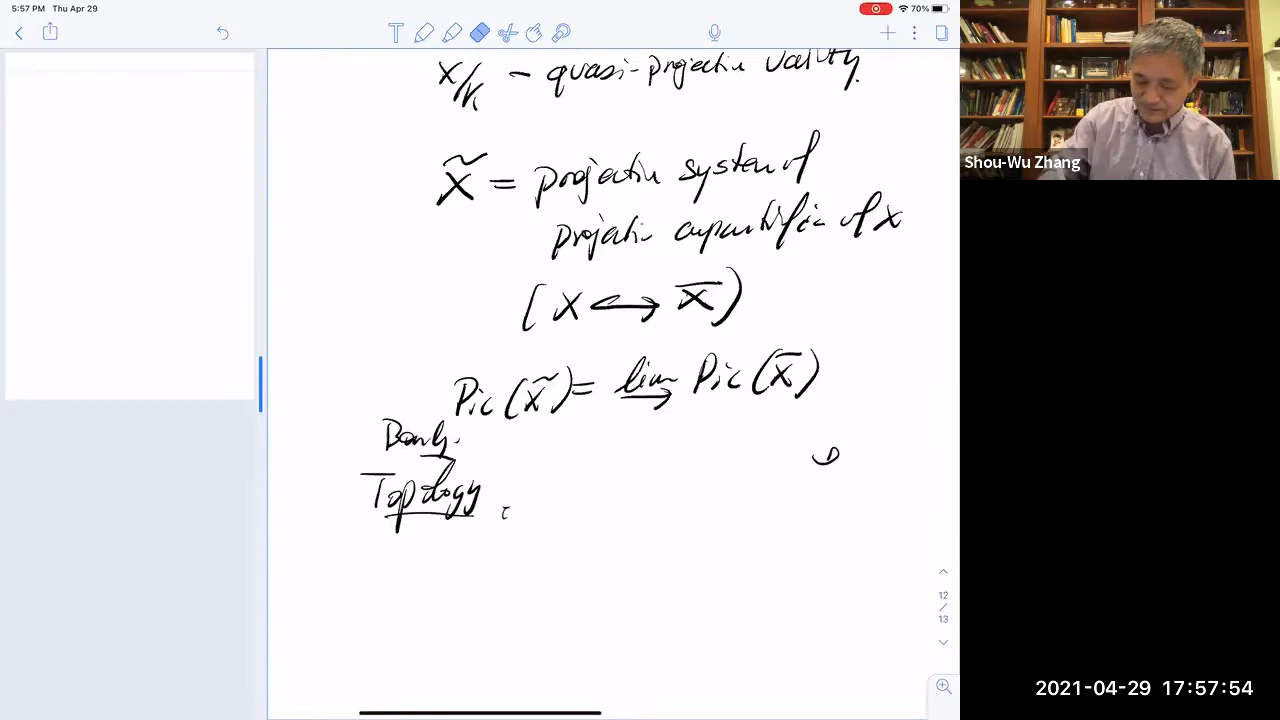 5:57 PM Thu Apr 29
70%
X/K – quasi-projective variety.
X̃ = projective system of
projective compactification of X
(X ↔ X̄)
Pic(X̃) = lim→ Pic(X̄)
Topology
12
/
13
Shou-Wu Zhang
2021-04-29 17:57:54